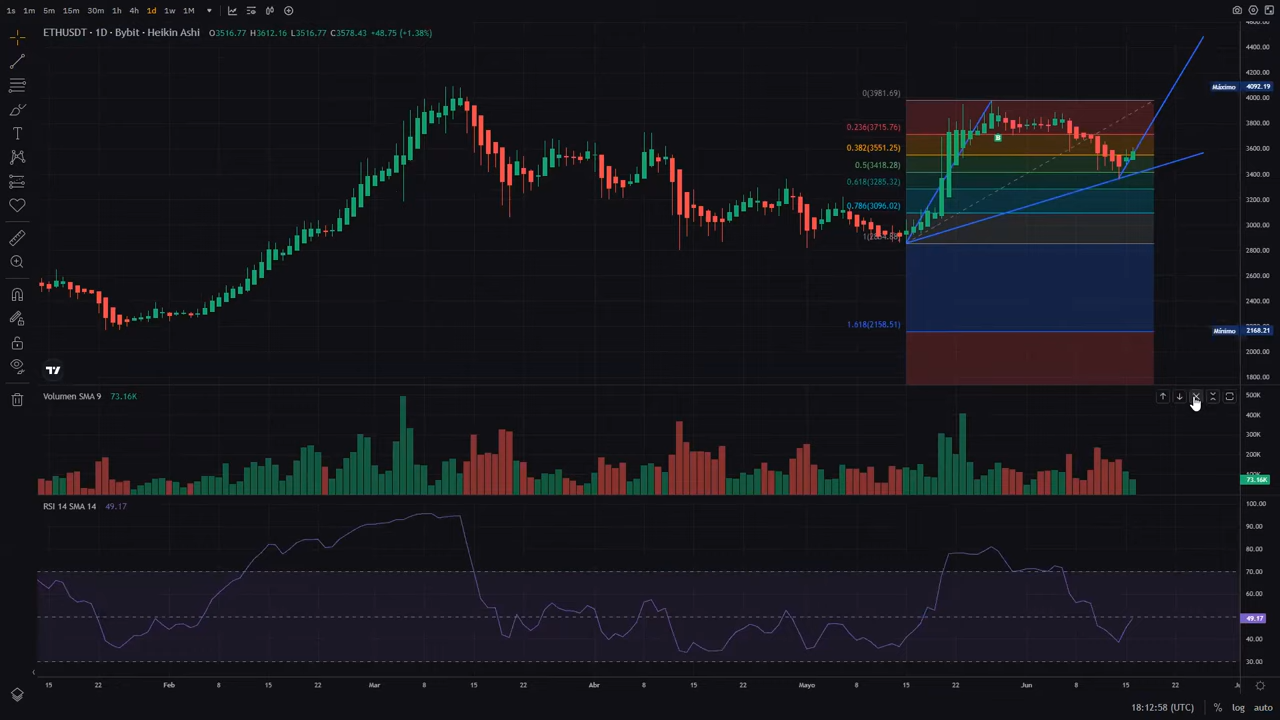 1s 1m 5m 15m 30m 1h 4h 1d 1w 1M
ETHUSDT · 1D · Bybit · Heikin Ashi O3516.77 H3612.16 L3516.77 C3578.43 +48.75 (+1.38%)
4400.00
4200.00
Máximo 4092.19
0(3981.69)
4000.00
3800.00
0.236(3715.76)
0.382(3551.25)
3600.00
0.5(3418.28)
3400.00
0.618(3285.32)
3200.00
0.786(3096.02)
3000.00
2800.00
2600.00
2400.00
1.618(2158.51)
Mínimo 2168.21
2000.00
1800.00
Volumen SMA 9 73.16K
500K
400K
300K
200K
73.16K
RSI 14 SMA 14 49.17
100.00
90.00
80.00
70.00
60.00
49.17
40.00
30.00
15 22 Feb 8 15 22 Mar 8 15 22 Abr 8 15 22 Mayo 8 15 22 Jun 8 15 22
18:12:58 (UTC) % log auto